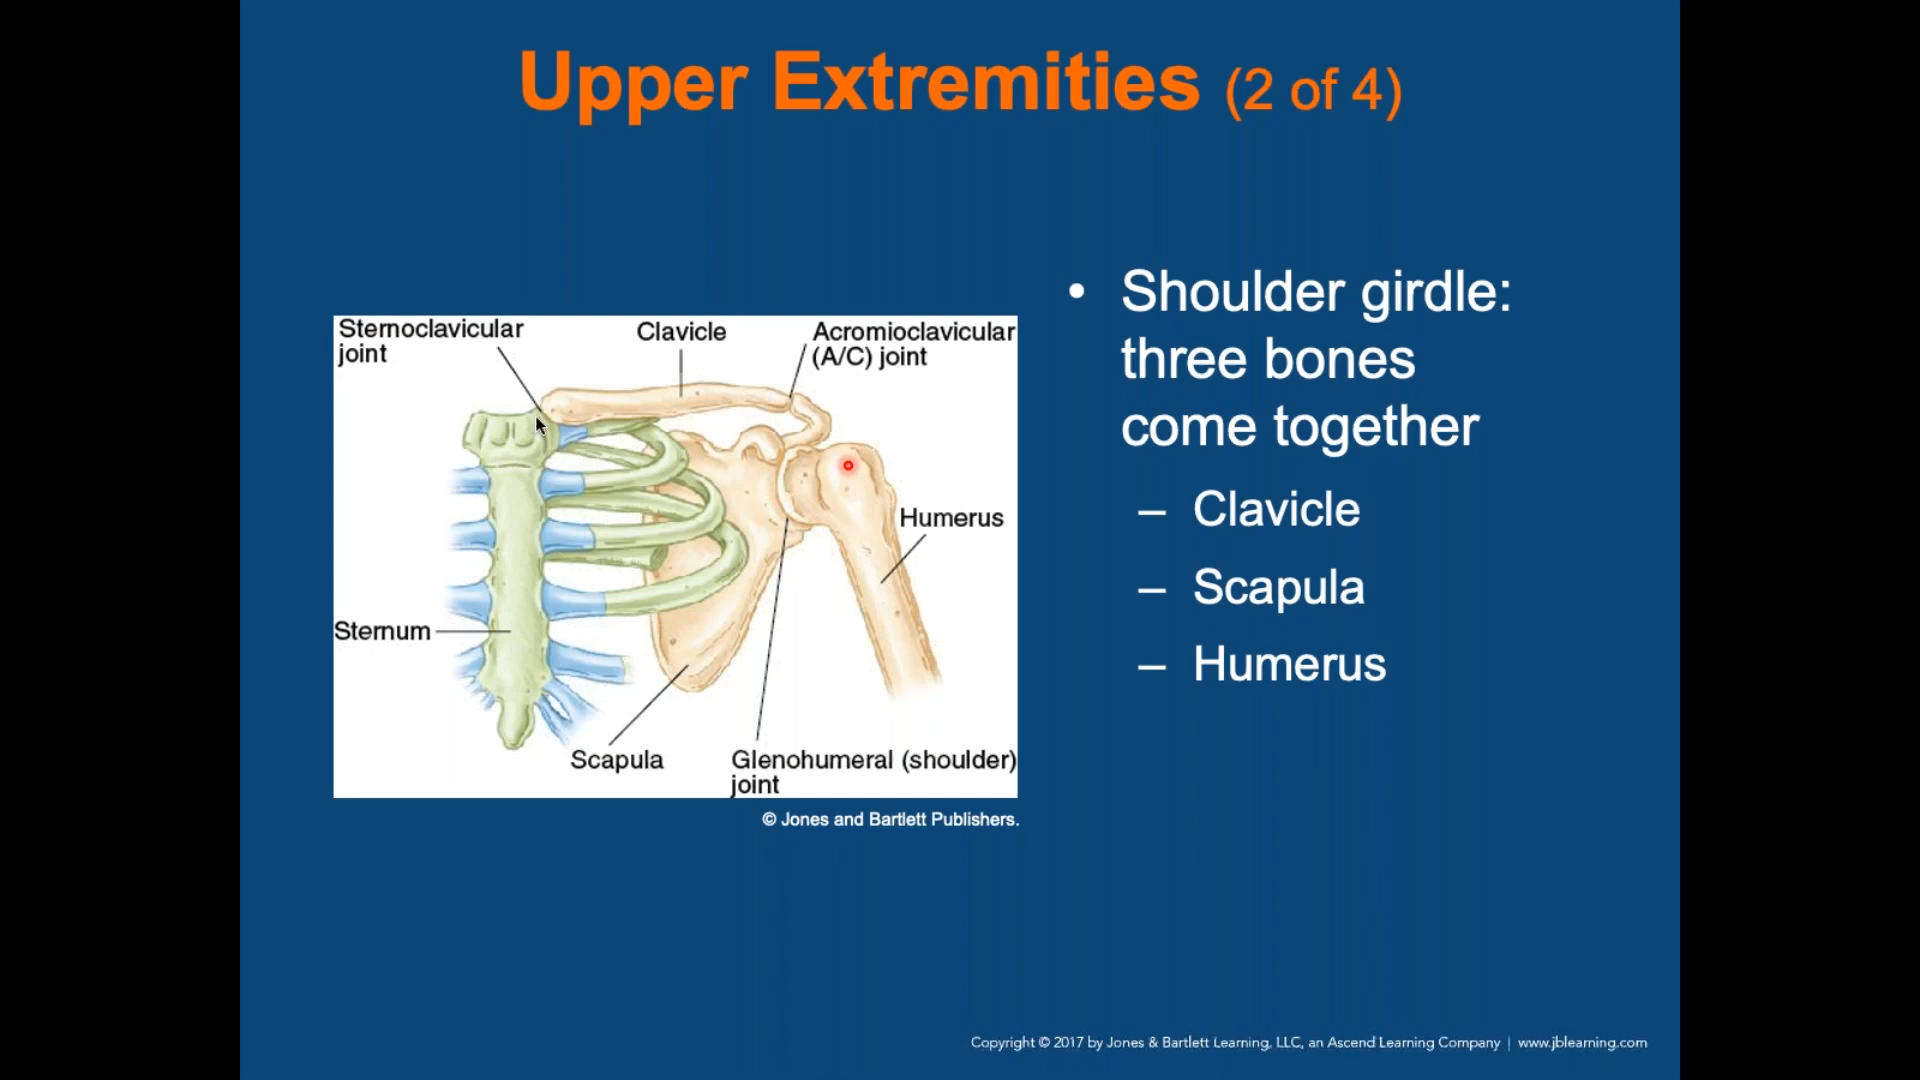 Upper Extremities (2 of 4)
Sternoclavicular
joint
Clavicle
Acromioclavicular
(A/C) joint
Humerus
Sternum
Scapula
Glenohumeral (shoulder)
joint
© Jones and Bartlett Publishers.
• Shoulder girdle:
three bones
come together
– Clavicle
– Scapula
– Humerus
Copyright © 2017 by Jones & Bartlett Learning, LLC, an Ascend Learning Company | www.jblearning.com